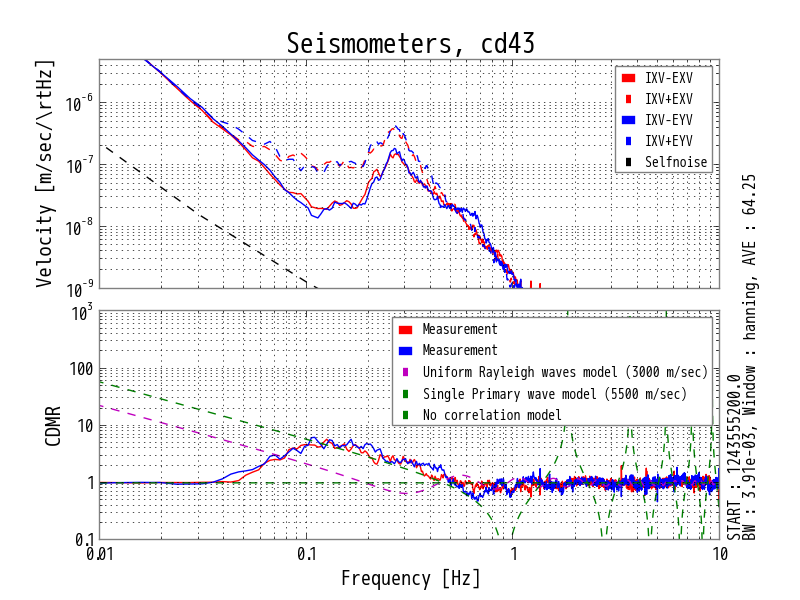 Seismometers, cd43
Velocity [m/sec/\rtHz]
10^-6
10^-7
10^-8
10^-9
IXV-EXV
IXV+EXV
IXV-EYV
IXV+EYV
Selfnoise
CDMR
10^3
100
10
1
0.1
Measurement
Measurement
Uniform Rayleigh waves model (3000 m/sec)
Single Primary wave model (5500 m/sec)
No correlation model
0.01
0.1
1
10
Frequency [Hz]
START : 1243555200.0
BW : 3.91e-03, Window : hanning, AVE : 64.25